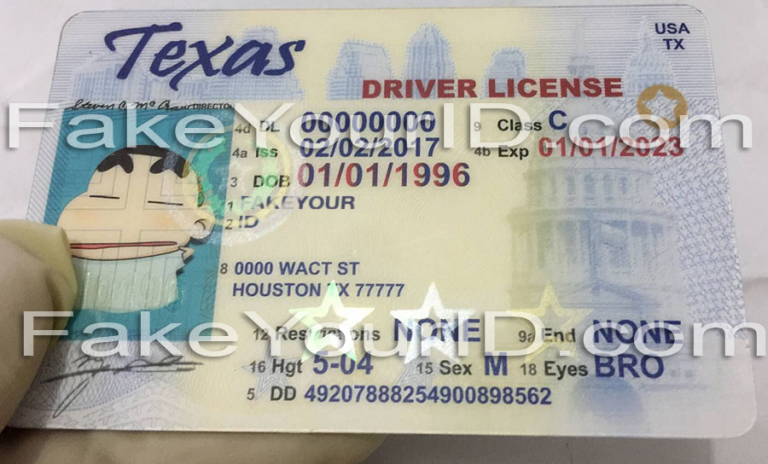 Texas
USA
TX
DRIVER LICENSE
DIRECTOR
FakeYourID.com
4d DL 00000000 9 Class C
4a Iss 02/02/2017 4b Exp 01/01/2023
3 DOB 01/01/1996
1 FAKEYOUR
2 ID
8 0000 WACT ST
HOUSTON TX 77777
FakeYourID.com
12 Restrictions NONE 9a End NONE
16 Hgt 5-04 15 Sex M 18 Eyes BRO
5 DD 49207888254900898562